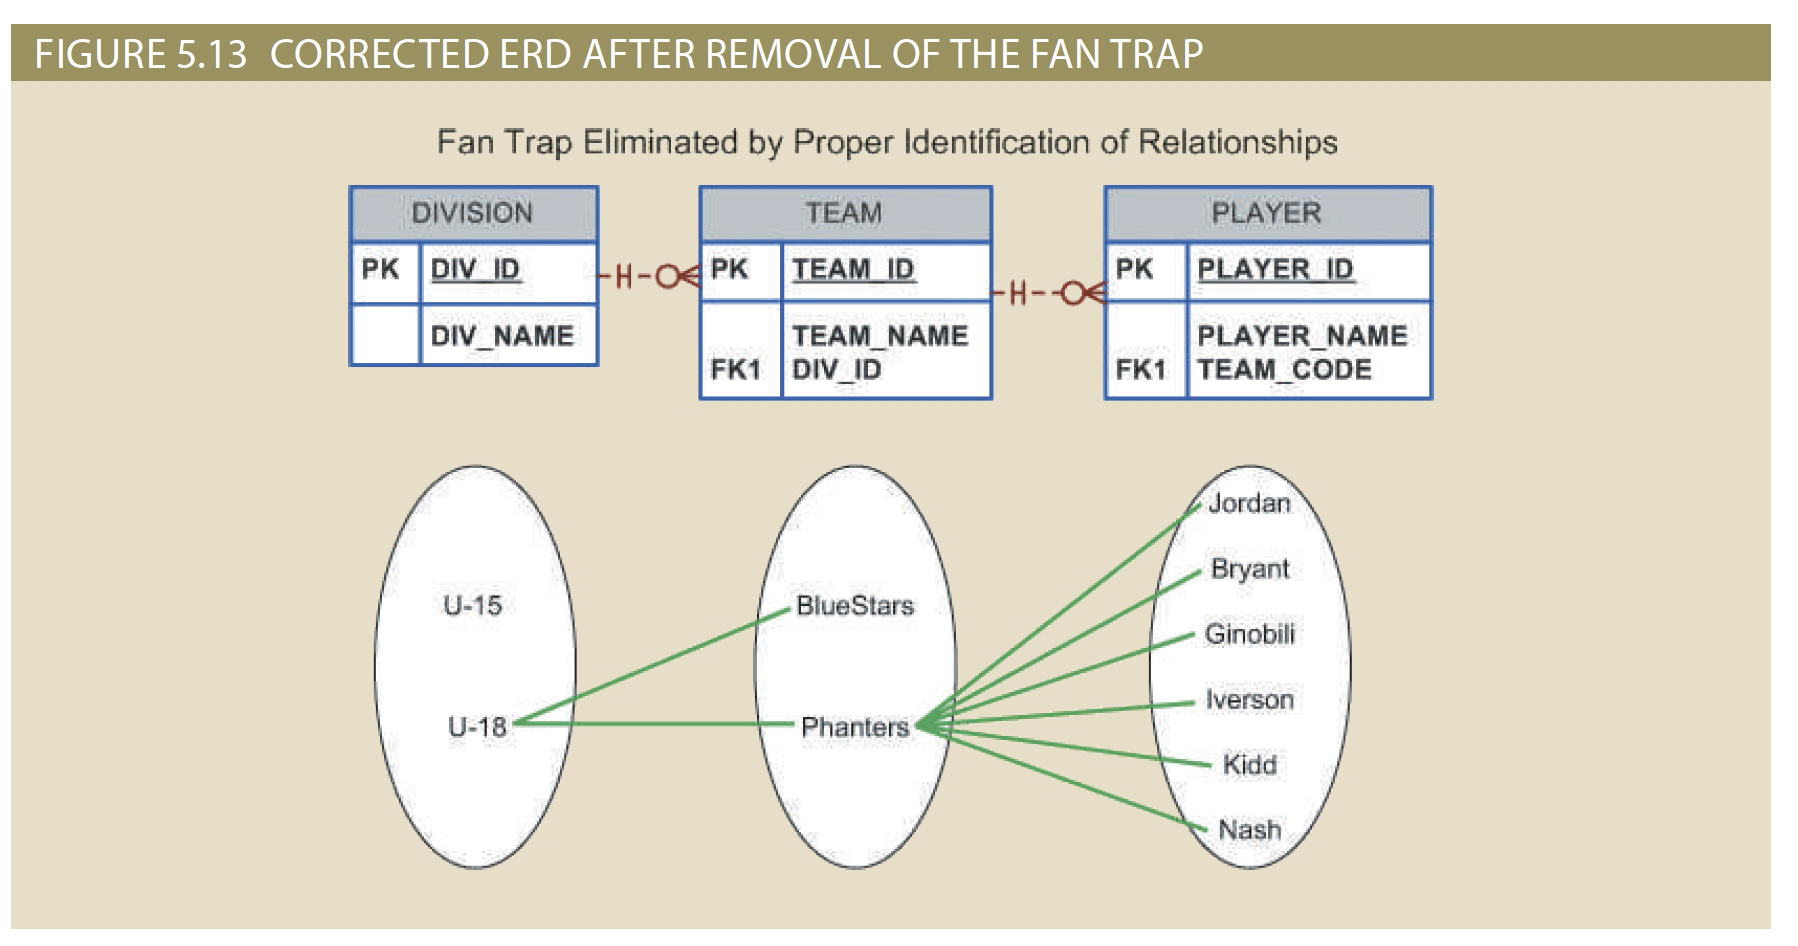 FIGURE 5.13 CORRECTED ERD AFTER REMOVAL OF THE FAN TRAP
Fan Trap Eliminated by Proper Identification of Relationships
DIVISION
PK DIV_ID
DIV_NAME
TEAM
PK TEAM_ID
TEAM_NAME
FK1 DIV_ID
PLAYER
PK PLAYER_ID
PLAYER_NAME
FK1 TEAM_CODE
U-15
U-18
BlueStars
Phanters
Jordan
Bryant
Ginobili
Iverson
Kidd
Nash